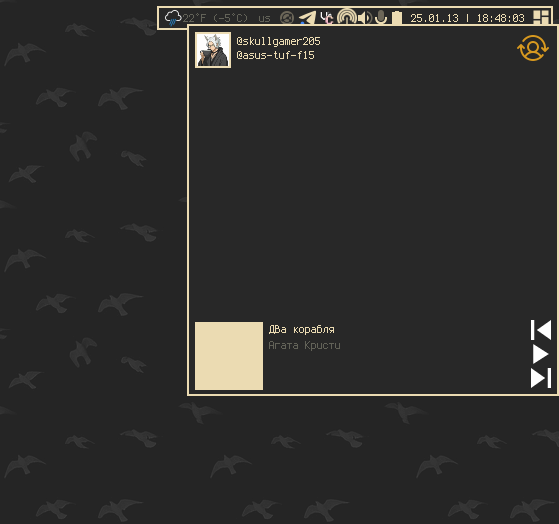 22°F (-5°C) us 25.01.13 | 18:48:03
@skullgamer205
@asus-tuf-f15
Два корабля
Агата Кристи